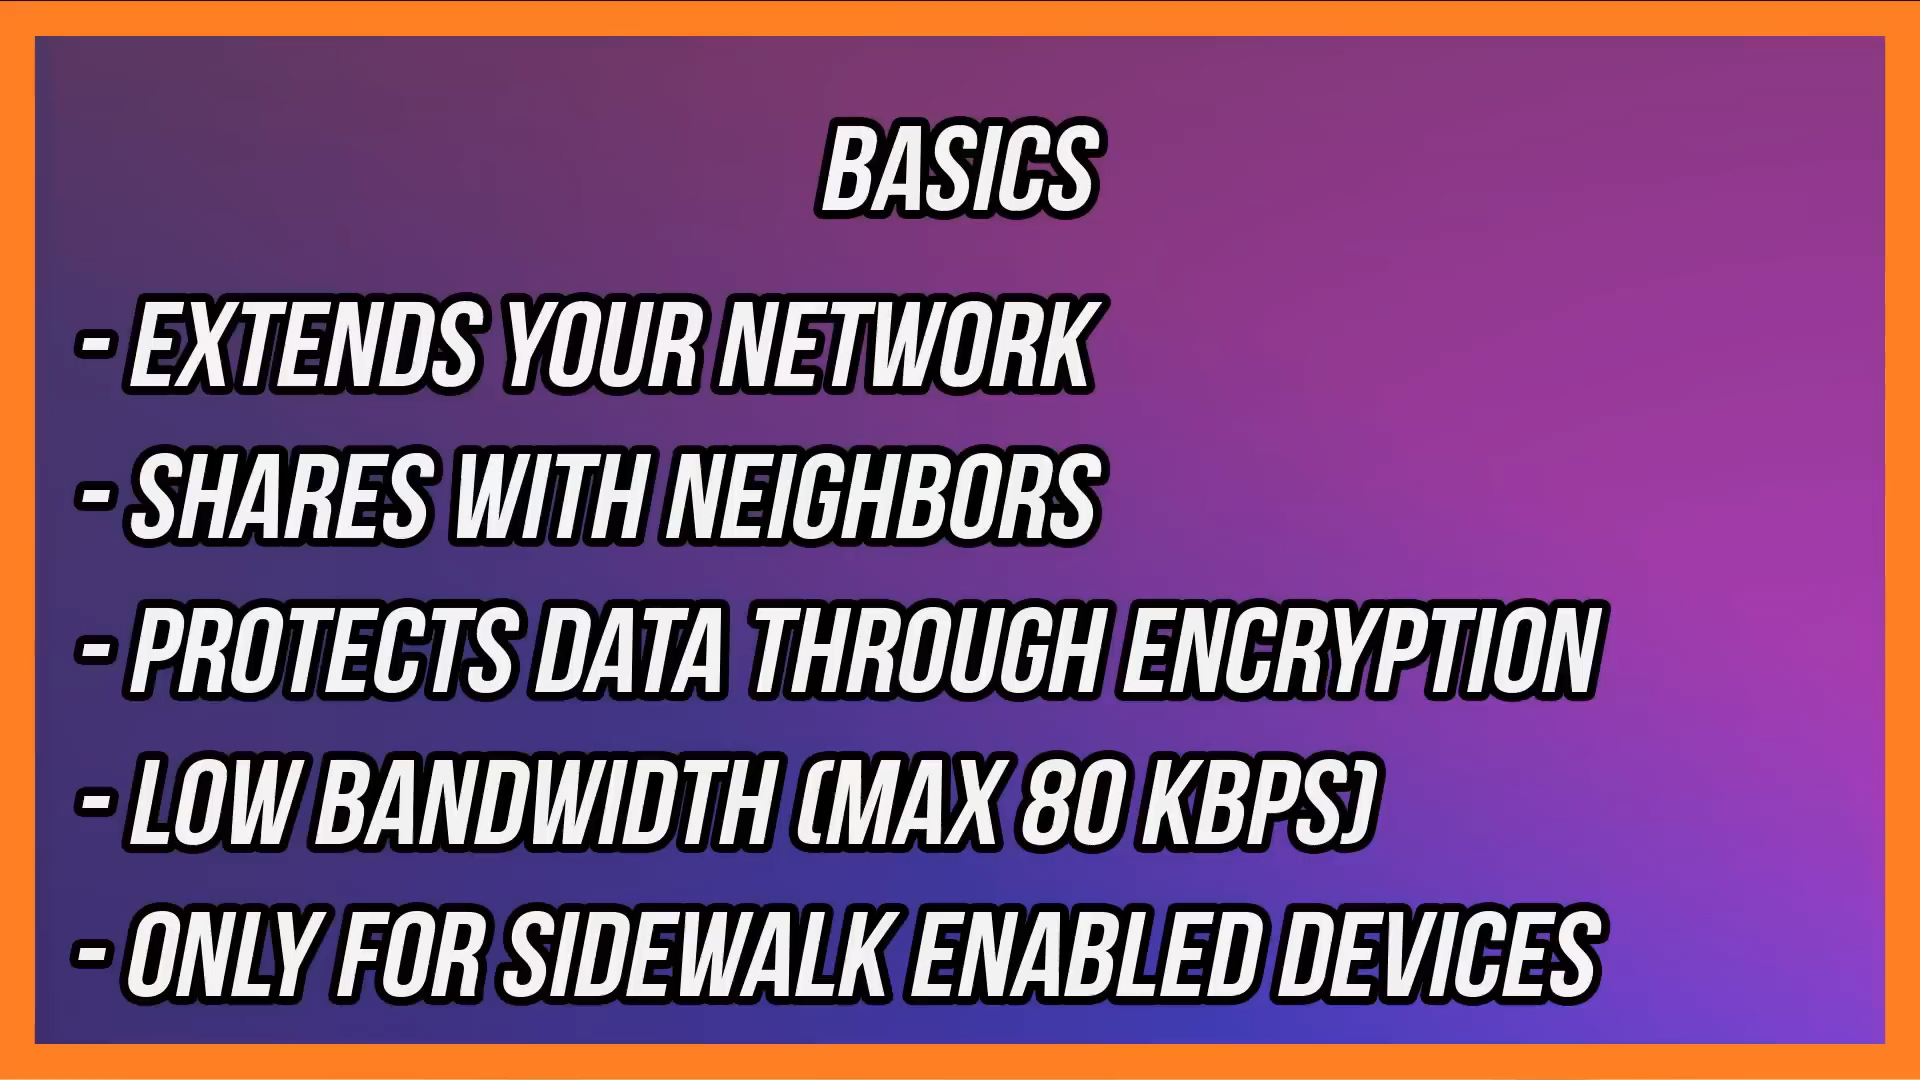 BASICS
- EXTENDS YOUR NETWORK
- SHARES WITH NEIGHBORS
- PROTECTS DATA THROUGH ENCRYPTION
- LOW BANDWIDTH (MAX 80 KBPS)
- ONLY FOR SIDEWALK ENABLED DEVICES